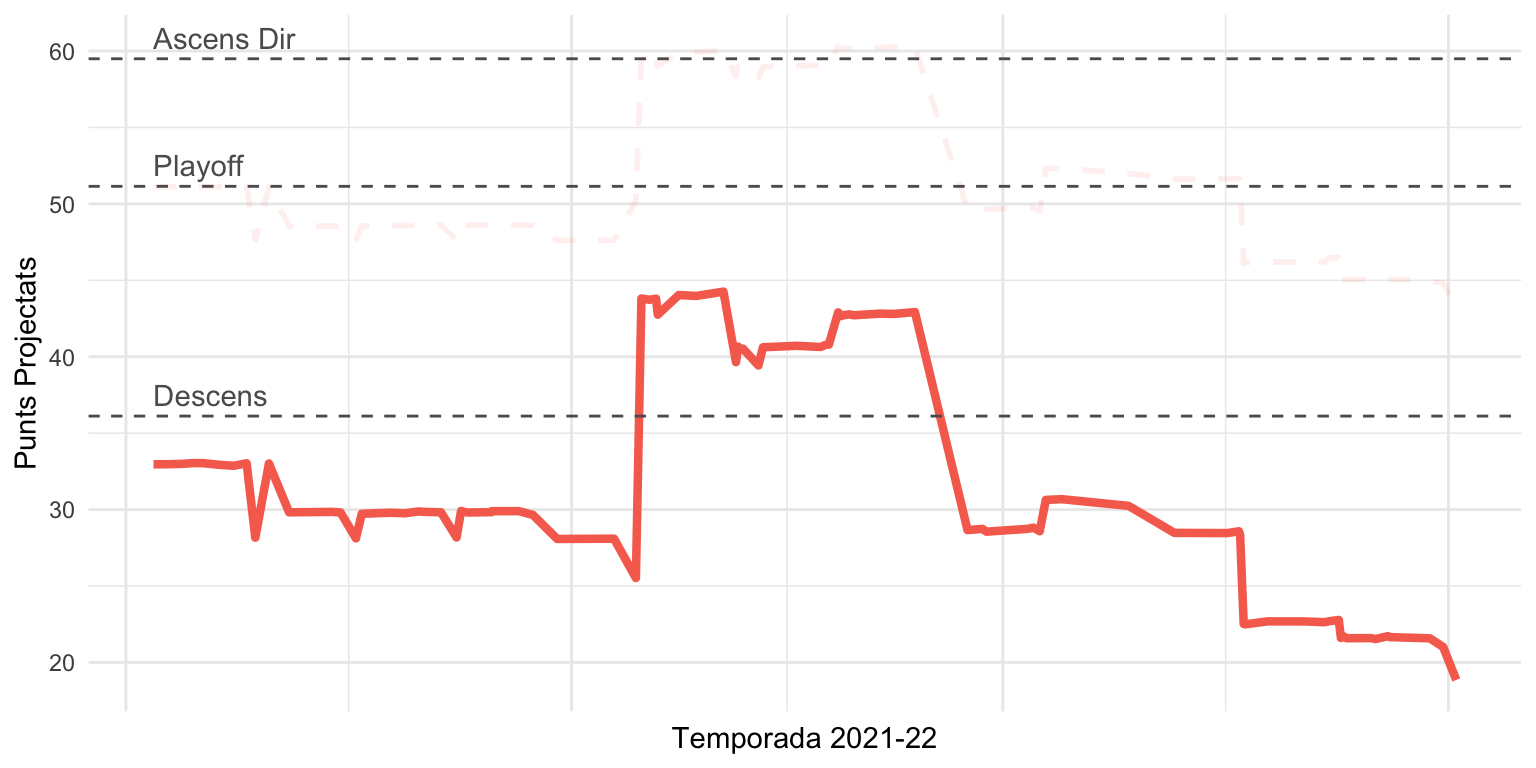 Ascens Dir
60
Playoff
50
40
Descens
30
20
Punts Projectats
Temporada 2021-22